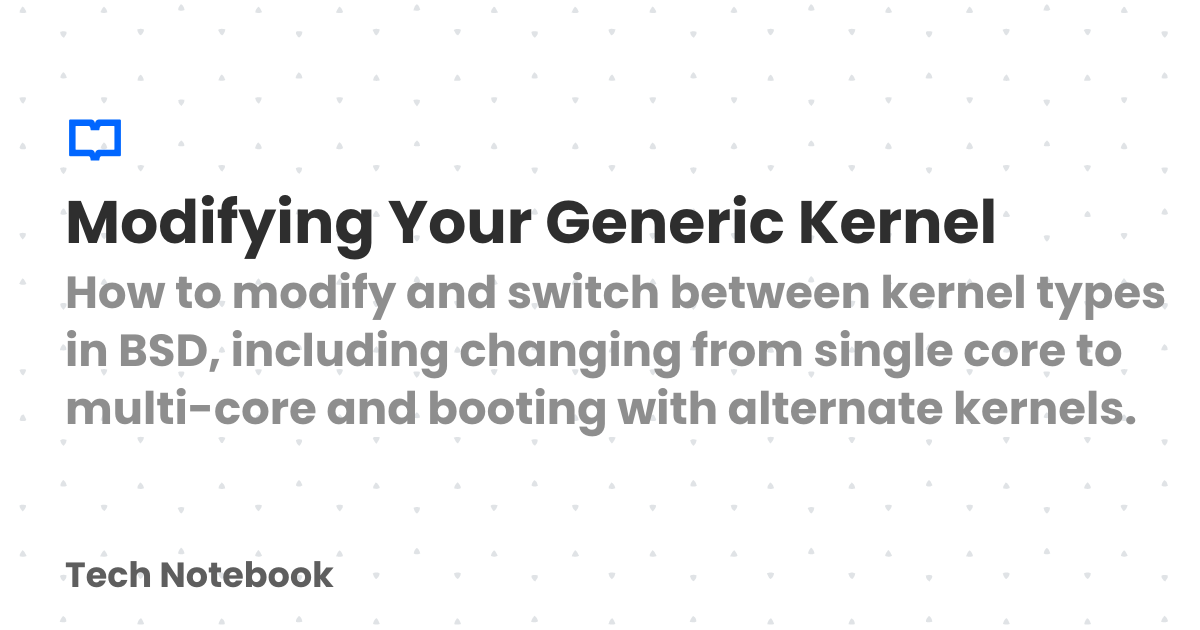 Modifying Your Generic Kernel
How to modify and switch between kernel types
in BSD, including changing from single core to
multi-core and booting with alternate kernels.
Tech Notebook